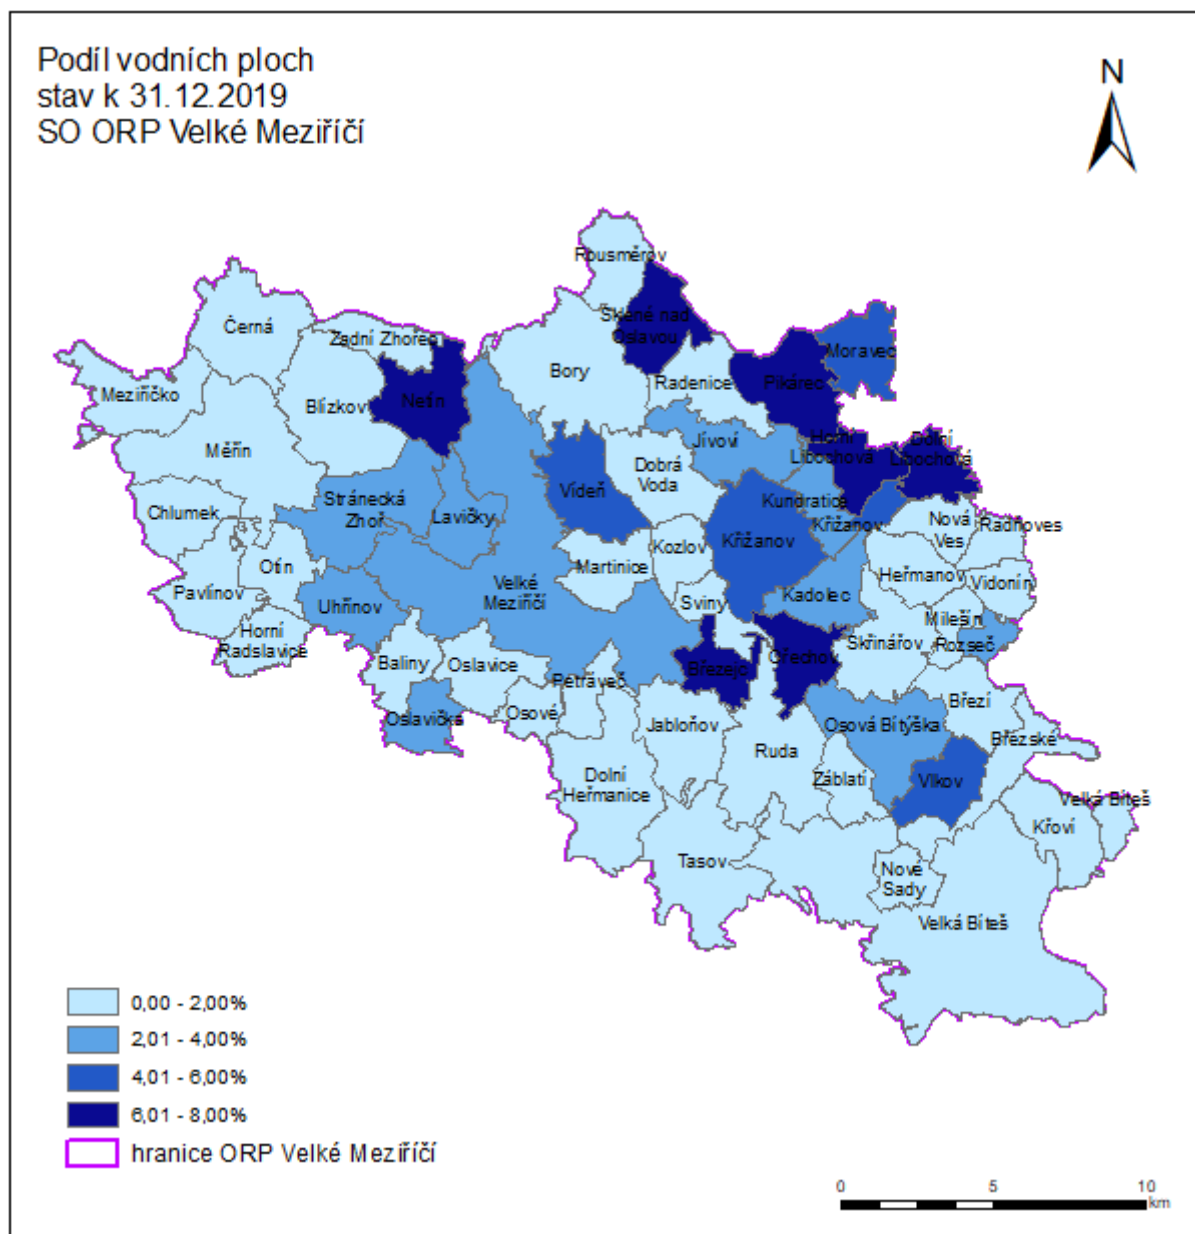 Podíl vodních ploch
stav k 31.12.2019
SO ORP Velké Meziříčí
N
Rousměrov
Černá
Zadní Zhořec
Sklené nad
Oslavou
Moravec
Meziříčko
Blízkov
Netín
Bory
Radenice
Pikárec
Měřín
Jívoví
Horní
Libochová
Dolní
Libochová
Dobrá
Voda
Vídeň
Stránecká
Zhoř
Lavičky
Kundratice
Chlumek
Křižanov
Křižanov
Nová
Ves
Radňoves
Otín
Martinice
Kozlov
Heřmanov
Vidonín
Pavlínov
Uhřínov
Velké
Meziříčí
Sviny
Kadolec
Milešín
Horní
Radslavice
Skřinářov
Rozseč
Baliny
Oslavice
Březejc
Ořechov
Petráveč
Březí
Oslavička
Osové
Jabloňov
Osová Bítýška
Březské
Ruda
Dolní
Heřmanice
Záblatí
Vlkov
Velká Bíteš
Křoví
Tasov
Nové
Sady
Velká Bíteš
0,00 - 2,00%
2,01 - 4,00%
4,01 - 6,00%
6,01 - 8,00%
hranice ORP Velké Meziříčí
0 5 10
km